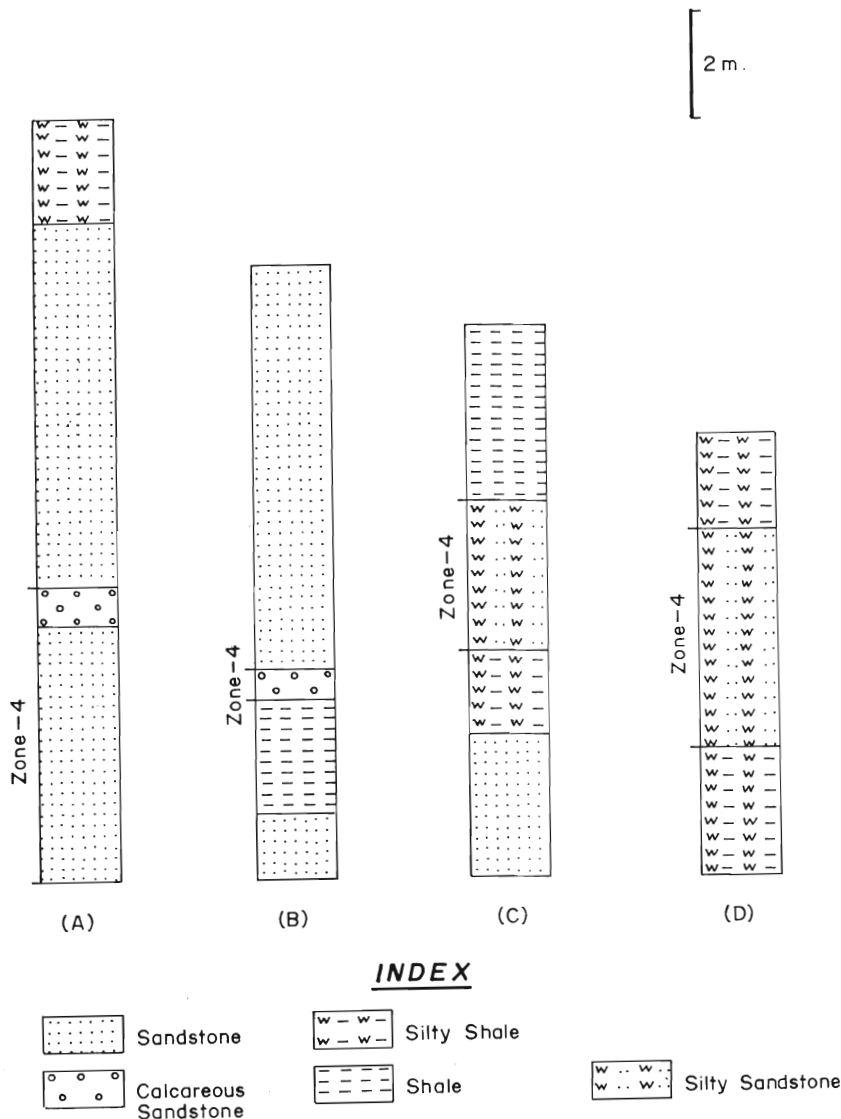 2 m.
Zone-4
Zone-4
Zone-4
Zone-4
(A)
(B)
(C)
(D)
INDEX
Sandstone
Silty Shale
Calcareous
Sandstone
Shale
Silty Sandstone